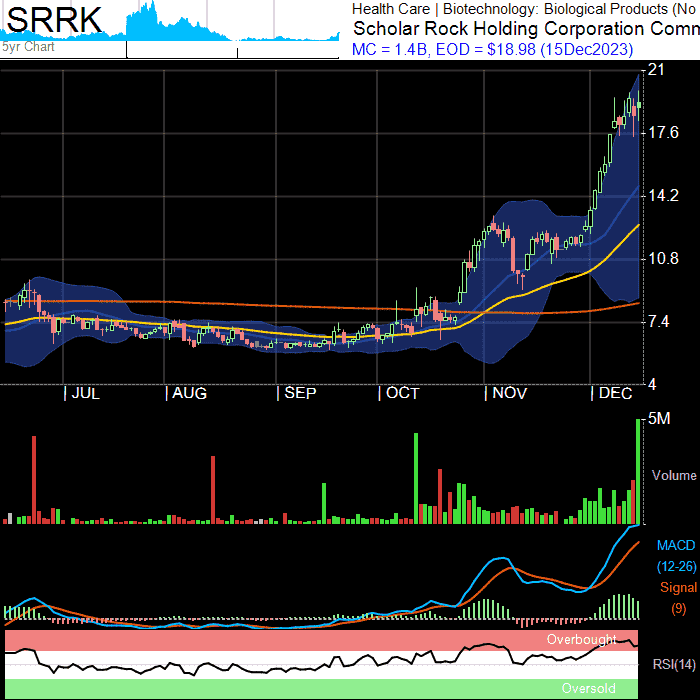 SRRK
5yr Chart
Health Care | Biotechnology: Biological Products (No
Scholar Rock Holding Corporation Comm
MC = 1.4B, EOD = $18.98 (15Dec2023)
21
17.6
14.2
10.8
7.4
4
JUL AUG SEP OCT NOV DEC
5M
Volume
MACD
(12-26)
Signal
(9)
Overbought
RSI(14)
Oversold